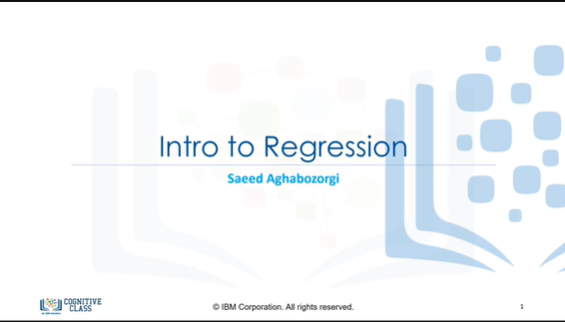 Intro to Regression
Saeed Aghabozorgi
COGNITIVE
CLASS
© IBM Corporation. All rights reserved.
1